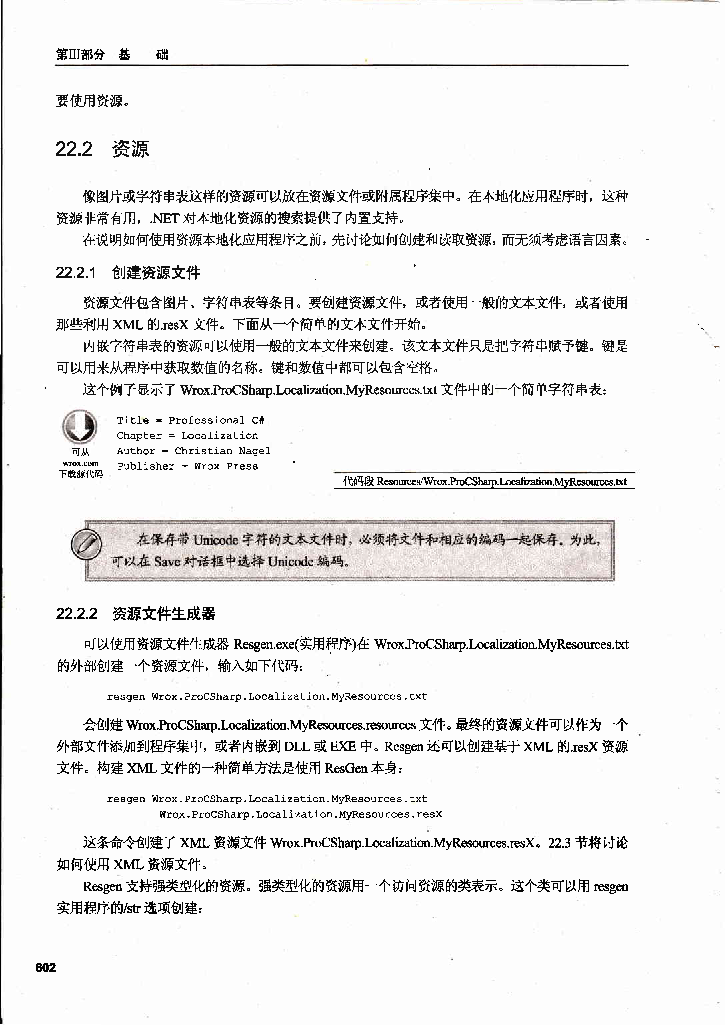 第III部分 基 础
要使用资源。
22.2 资源
像图片或字符串表这样的资源可以放在资源文件或附属程序集中。在本地化应用程序时，这种
资源非常有用，.NET 对本地化资源的搜索提供了内置支持。
在说明如何使用资源本地化应用程序之前，先讨论如何创建和读取资源，而无须考虑语言因素。
22.2.1 创建资源文件
资源文件包含图片、字符串表等条目。要创建资源文件，或者使用一般的文本文件，或者使用
那些利用 XML 的.resX 文件。下面从一个简单的文本文件开始。
内嵌字符串表的资源可以使用一般的文本文件来创建。该文本文件只是把字符串赋予键。键是
可以用来从程序中获取数值的名称。键和数值中都可以包含空格。
这个例子显示了 Wrox.ProCSharp.Localization.MyResources.txt 文件中的一个简单字符串表：
Title = Professional C#
Chapter = Localization
Author = Christian Nagel
Publisher = Wrox Press
可从
wrox.com
下载源代码
代码段 Resources/Wrox.ProCSharp.Localization.MyResources.txt
在保存带 Unicode 字符的文本文件时，必须将文件和相应的编码一起保存。为此，
可以在 Save 对话框中选择 Unicode 编码。
22.2.2 资源文件生成器
可以使用资源文件生成器 Resgen.exe(实用程序)在 Wrox.ProCSharp.Localization.MyResources.txt
的外部创建一个资源文件，输入如下代码：
resgen Wrox.ProCSharp.Localization.MyResources.txt
会创建 Wrox.ProCSharp.Localization.MyResources.resources 文件。最终的资源文件可以作为一个
外部文件添加到程序集中，或者内嵌到 DLL 或 EXE 中。Resgen 还可以创建基于 XML 的.resX 资源
文件。构建 XML 文件的一种简单方法是使用 ResGen 本身：
resgen Wrox.ProCSharp.Localization.MyResources.txt
Wrox.ProCSharp.Localization.MyResources.resX
这条命令创建了 XML 资源文件 Wrox.ProCSharp.Localization.MyResources.resX。22.3 节将讨论
如何使用 XML 资源文件。
Resgen 支持强类型化的资源。强类型化的资源用一个访问资源的类表示。这个类可以用 resgen
实用程序的/str 选项创建：
602